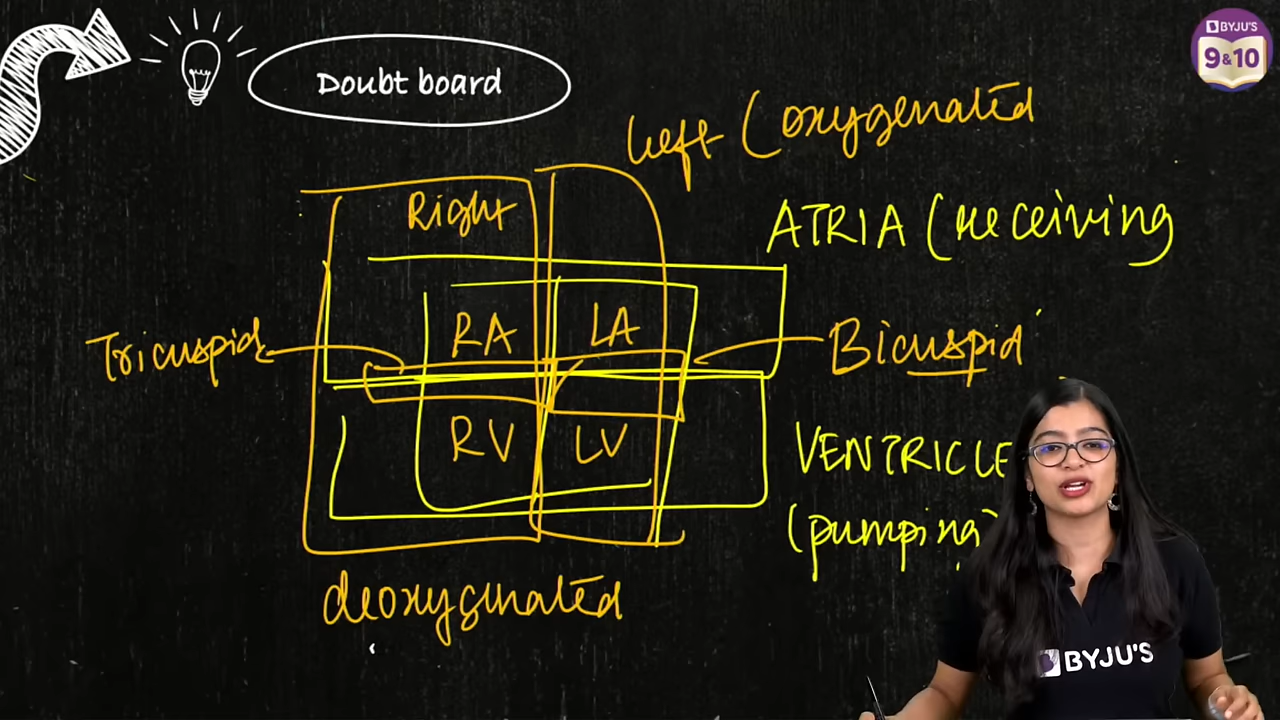 Doubt board
BYJU'S
9&10
Left (oxygenated
Right
ATRIA (receiving
RA LA
Tricuspid
Bicuspid
RV LV
VENTRICLE
(pumping)
deoxygenated
BYJU'S